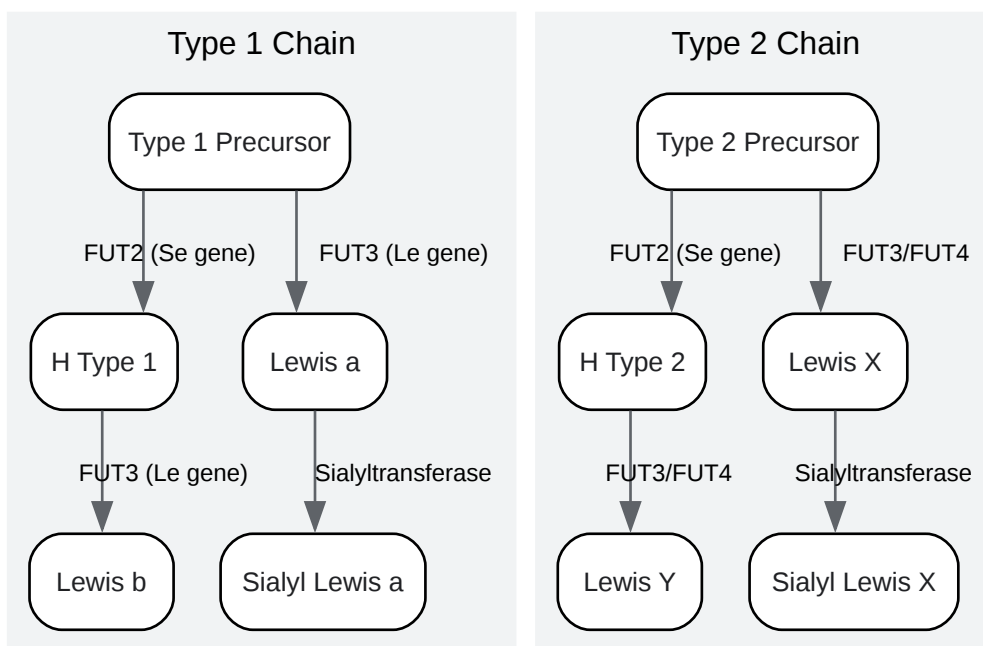 Type 1 Chain
Type 1 Precursor
FUT2 (Se gene)
FUT3 (Le gene)
H Type 1
Lewis a
FUT3 (Le gene)
Sialyltransferase
Lewis b
Sialyl Lewis a
Type 2 Chain
Type 2 Precursor
FUT2 (Se gene)
FUT3/FUT4
H Type 2
Lewis X
FUT3/FUT4
Sialyltransferase
Lewis Y
Sialyl Lewis X